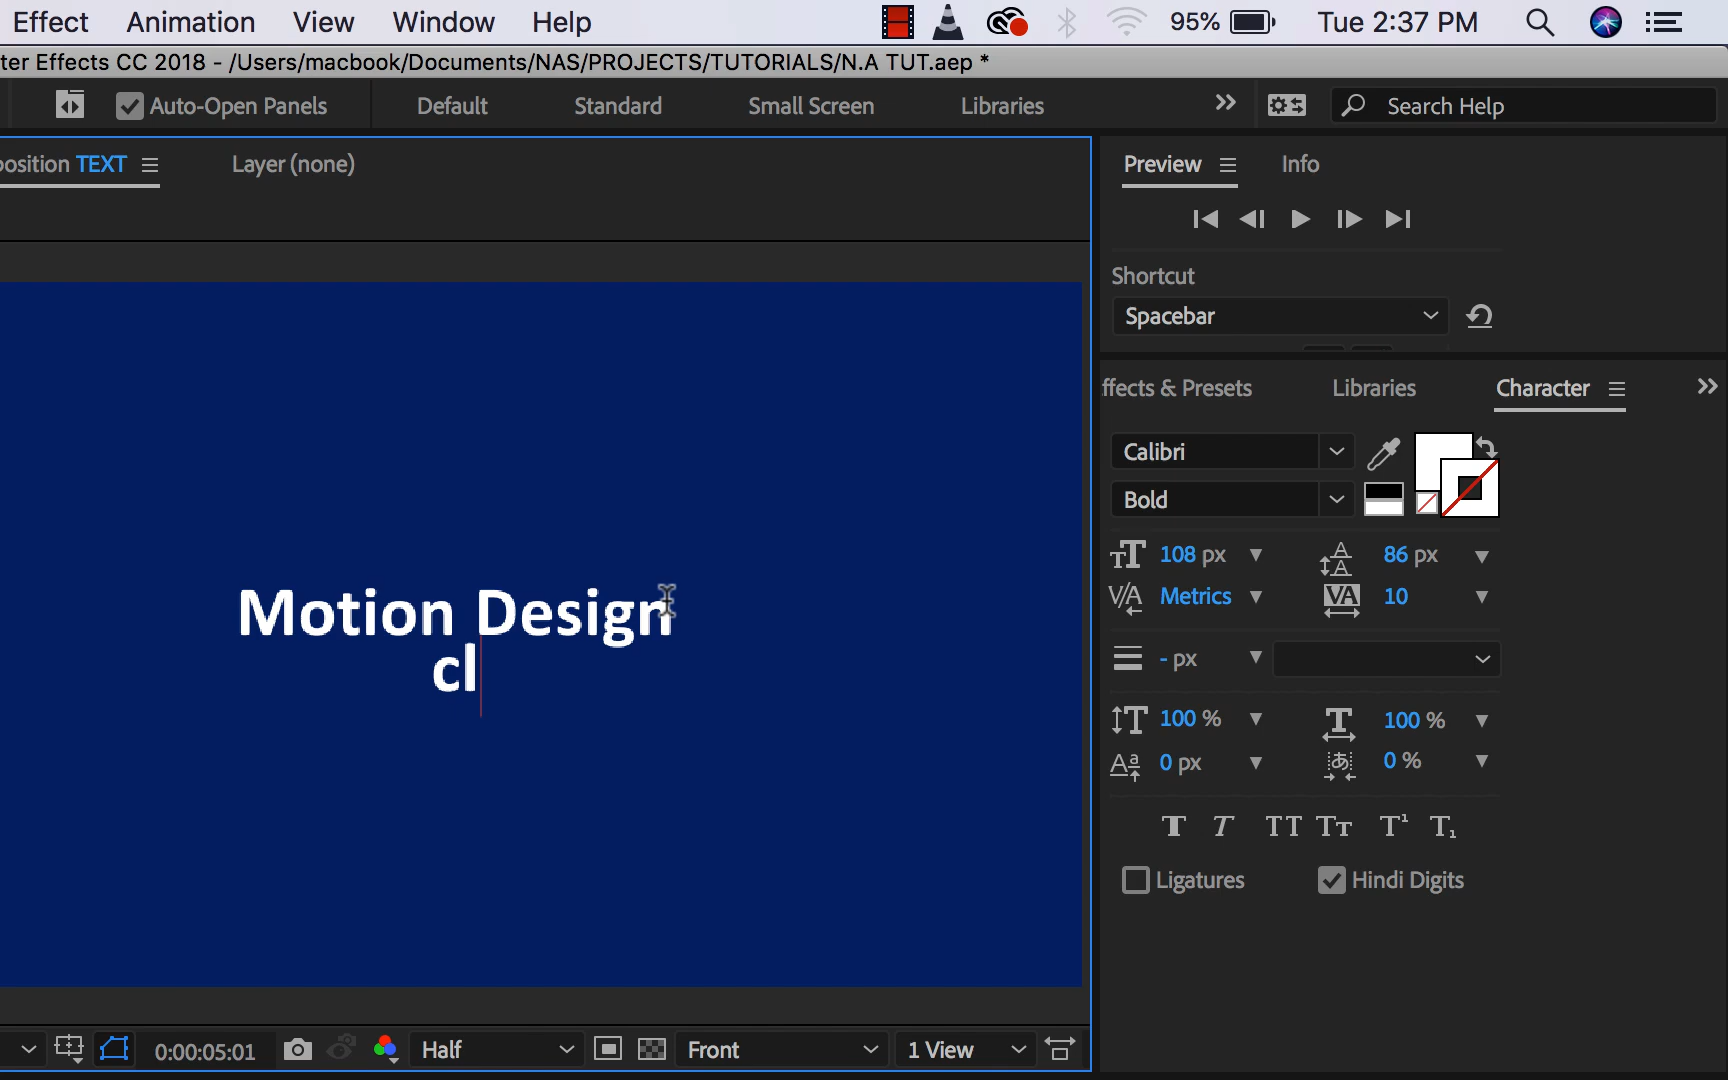 Effect Animation View Window Help 95% Tue 2:37 PM
ter Effects CC 2018 - /Users/macbook/Documents/NAS/PROJECTS/TUTORIALS/N.A TUT.aep *
Auto-Open Panels Default Standard Small Screen Libraries Search Help
position TEXT Layer (none) Preview Info
Shortcut
Spacebar
ffects & Presets Libraries Character
Calibri
Bold
108 px 86 px
Metrics 10
- px
100 % 100 %
0 px 0 %
Ligatures Hindi Digits
Motion Design
cl
0:00:05:01 Half Front 1 View